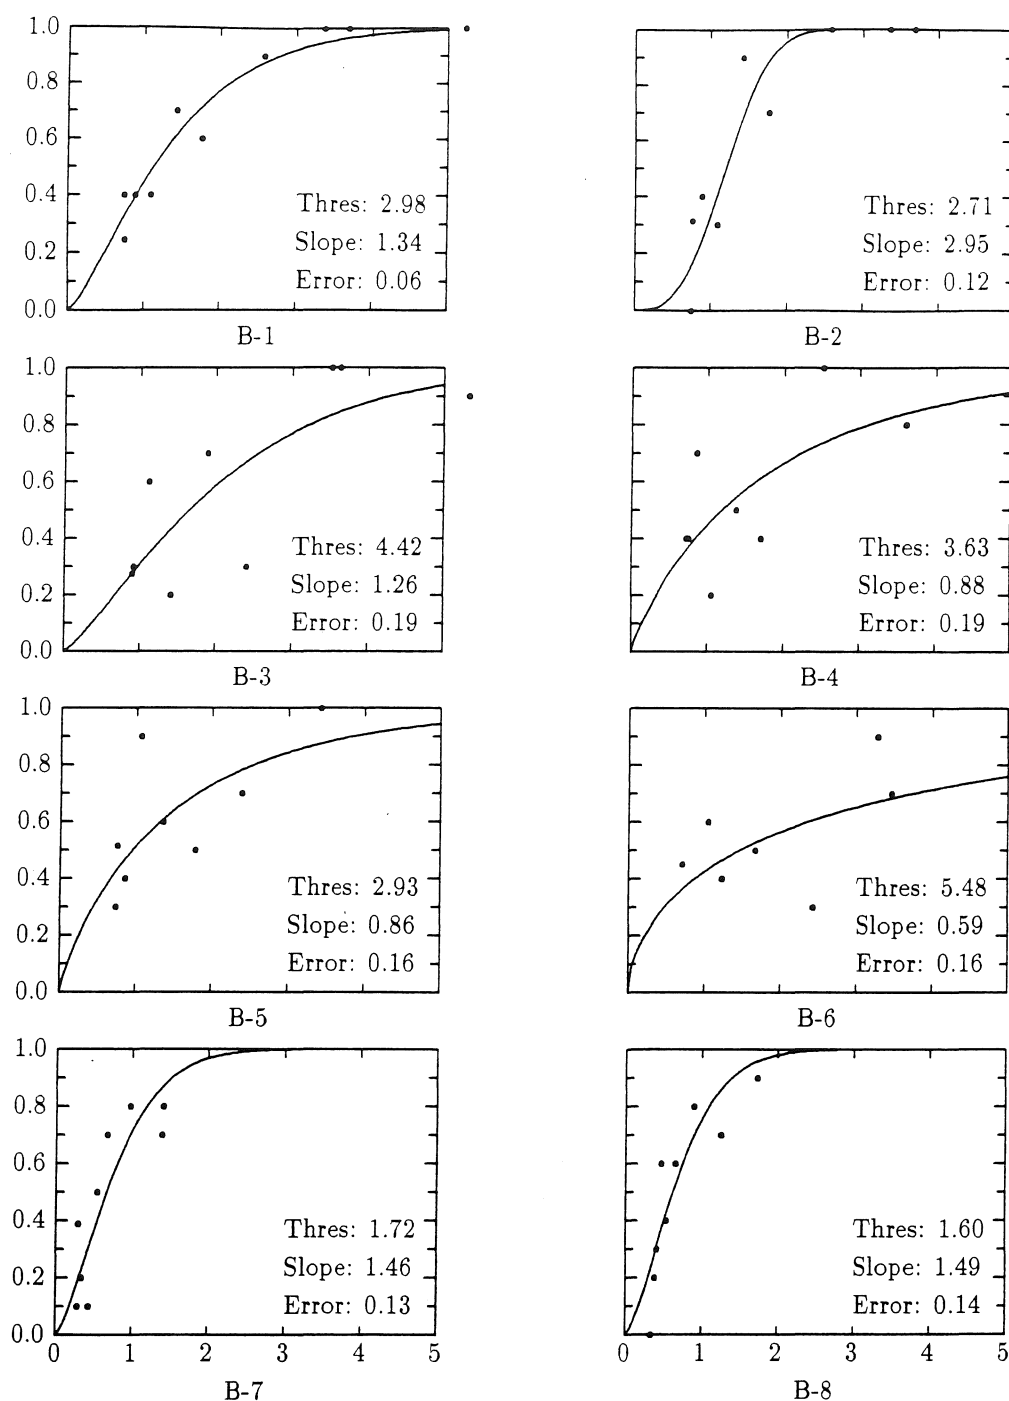 1.0
0.8
0.6
0.4
0.2
0.0
Thres: 2.98
Slope: 1.34
Error: 0.06
B-1
Thres: 2.71
Slope: 2.95
Error: 0.12
B-2
1.0
0.8
0.6
0.4
0.2
0.0
Thres: 4.42
Slope: 1.26
Error: 0.19
B-3
Thres: 3.63
Slope: 0.88
Error: 0.19
B-4
1.0
0.8
0.6
0.4
0.2
0.0
Thres: 2.93
Slope: 0.86
Error: 0.16
B-5
Thres: 5.48
Slope: 0.59
Error: 0.16
B-6
1.0
0.8
0.6
0.4
0.2
0.0
Thres: 1.72
Slope: 1.46
Error: 0.13
0 1 2 3 4 5
B-7
Thres: 1.60
Slope: 1.49
Error: 0.14
0 1 2 3 4 5
B-8